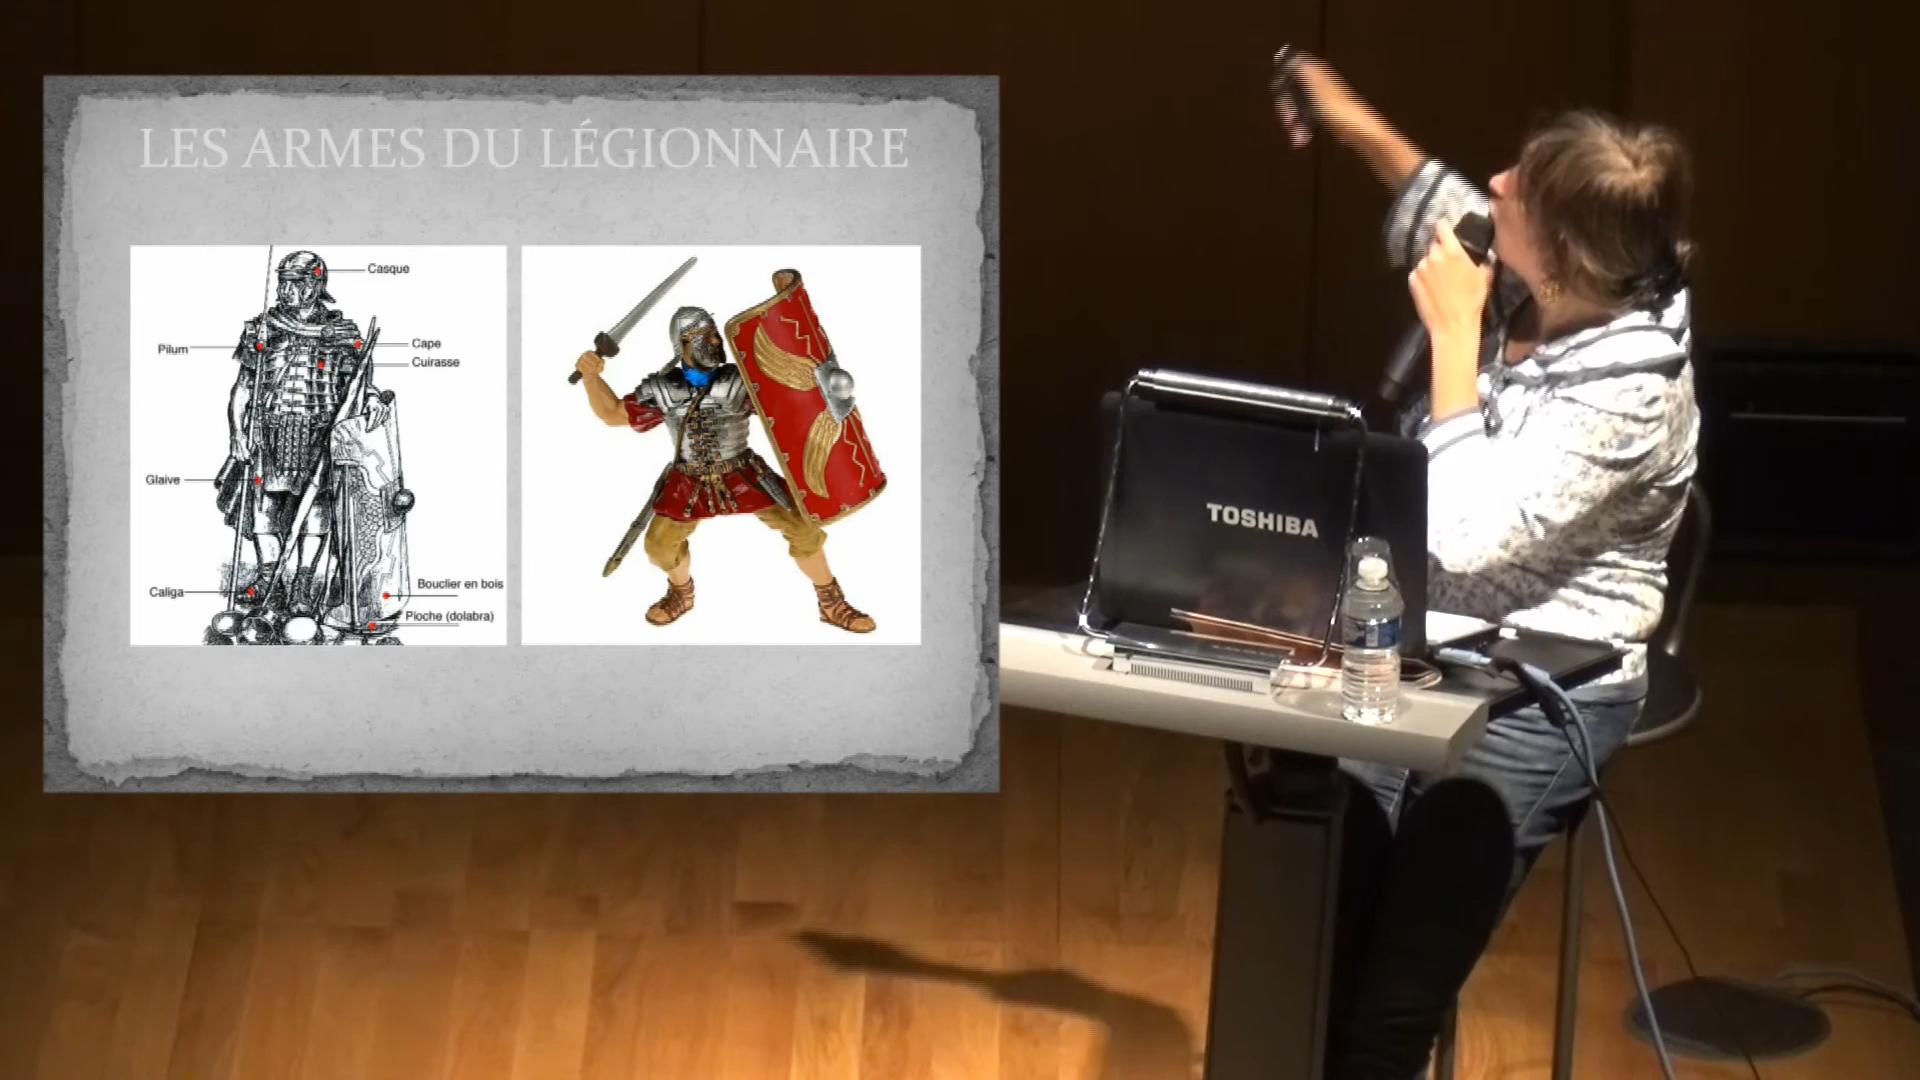 LES ARMES DU LÉGIONNAIRE
Casque
Pilum
Cape
Cuirasse
Glaive
Caliga
Bouclier en bois
Pioche (dolabra)
TOSHIBA